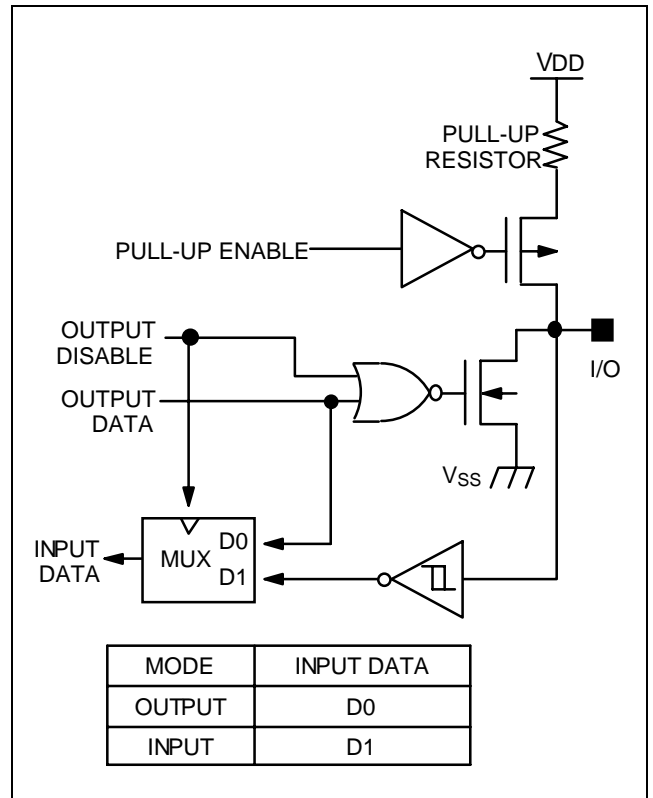 VDD
PULL-UP
RESISTOR
PULL-UP ENABLE
OUTPUT
DISABLE
I/O
OUTPUT
DATA
VSS
INPUT
DATA
MUX
D0
D1
MODE INPUT DATA
OUTPUT D0
INPUT D1